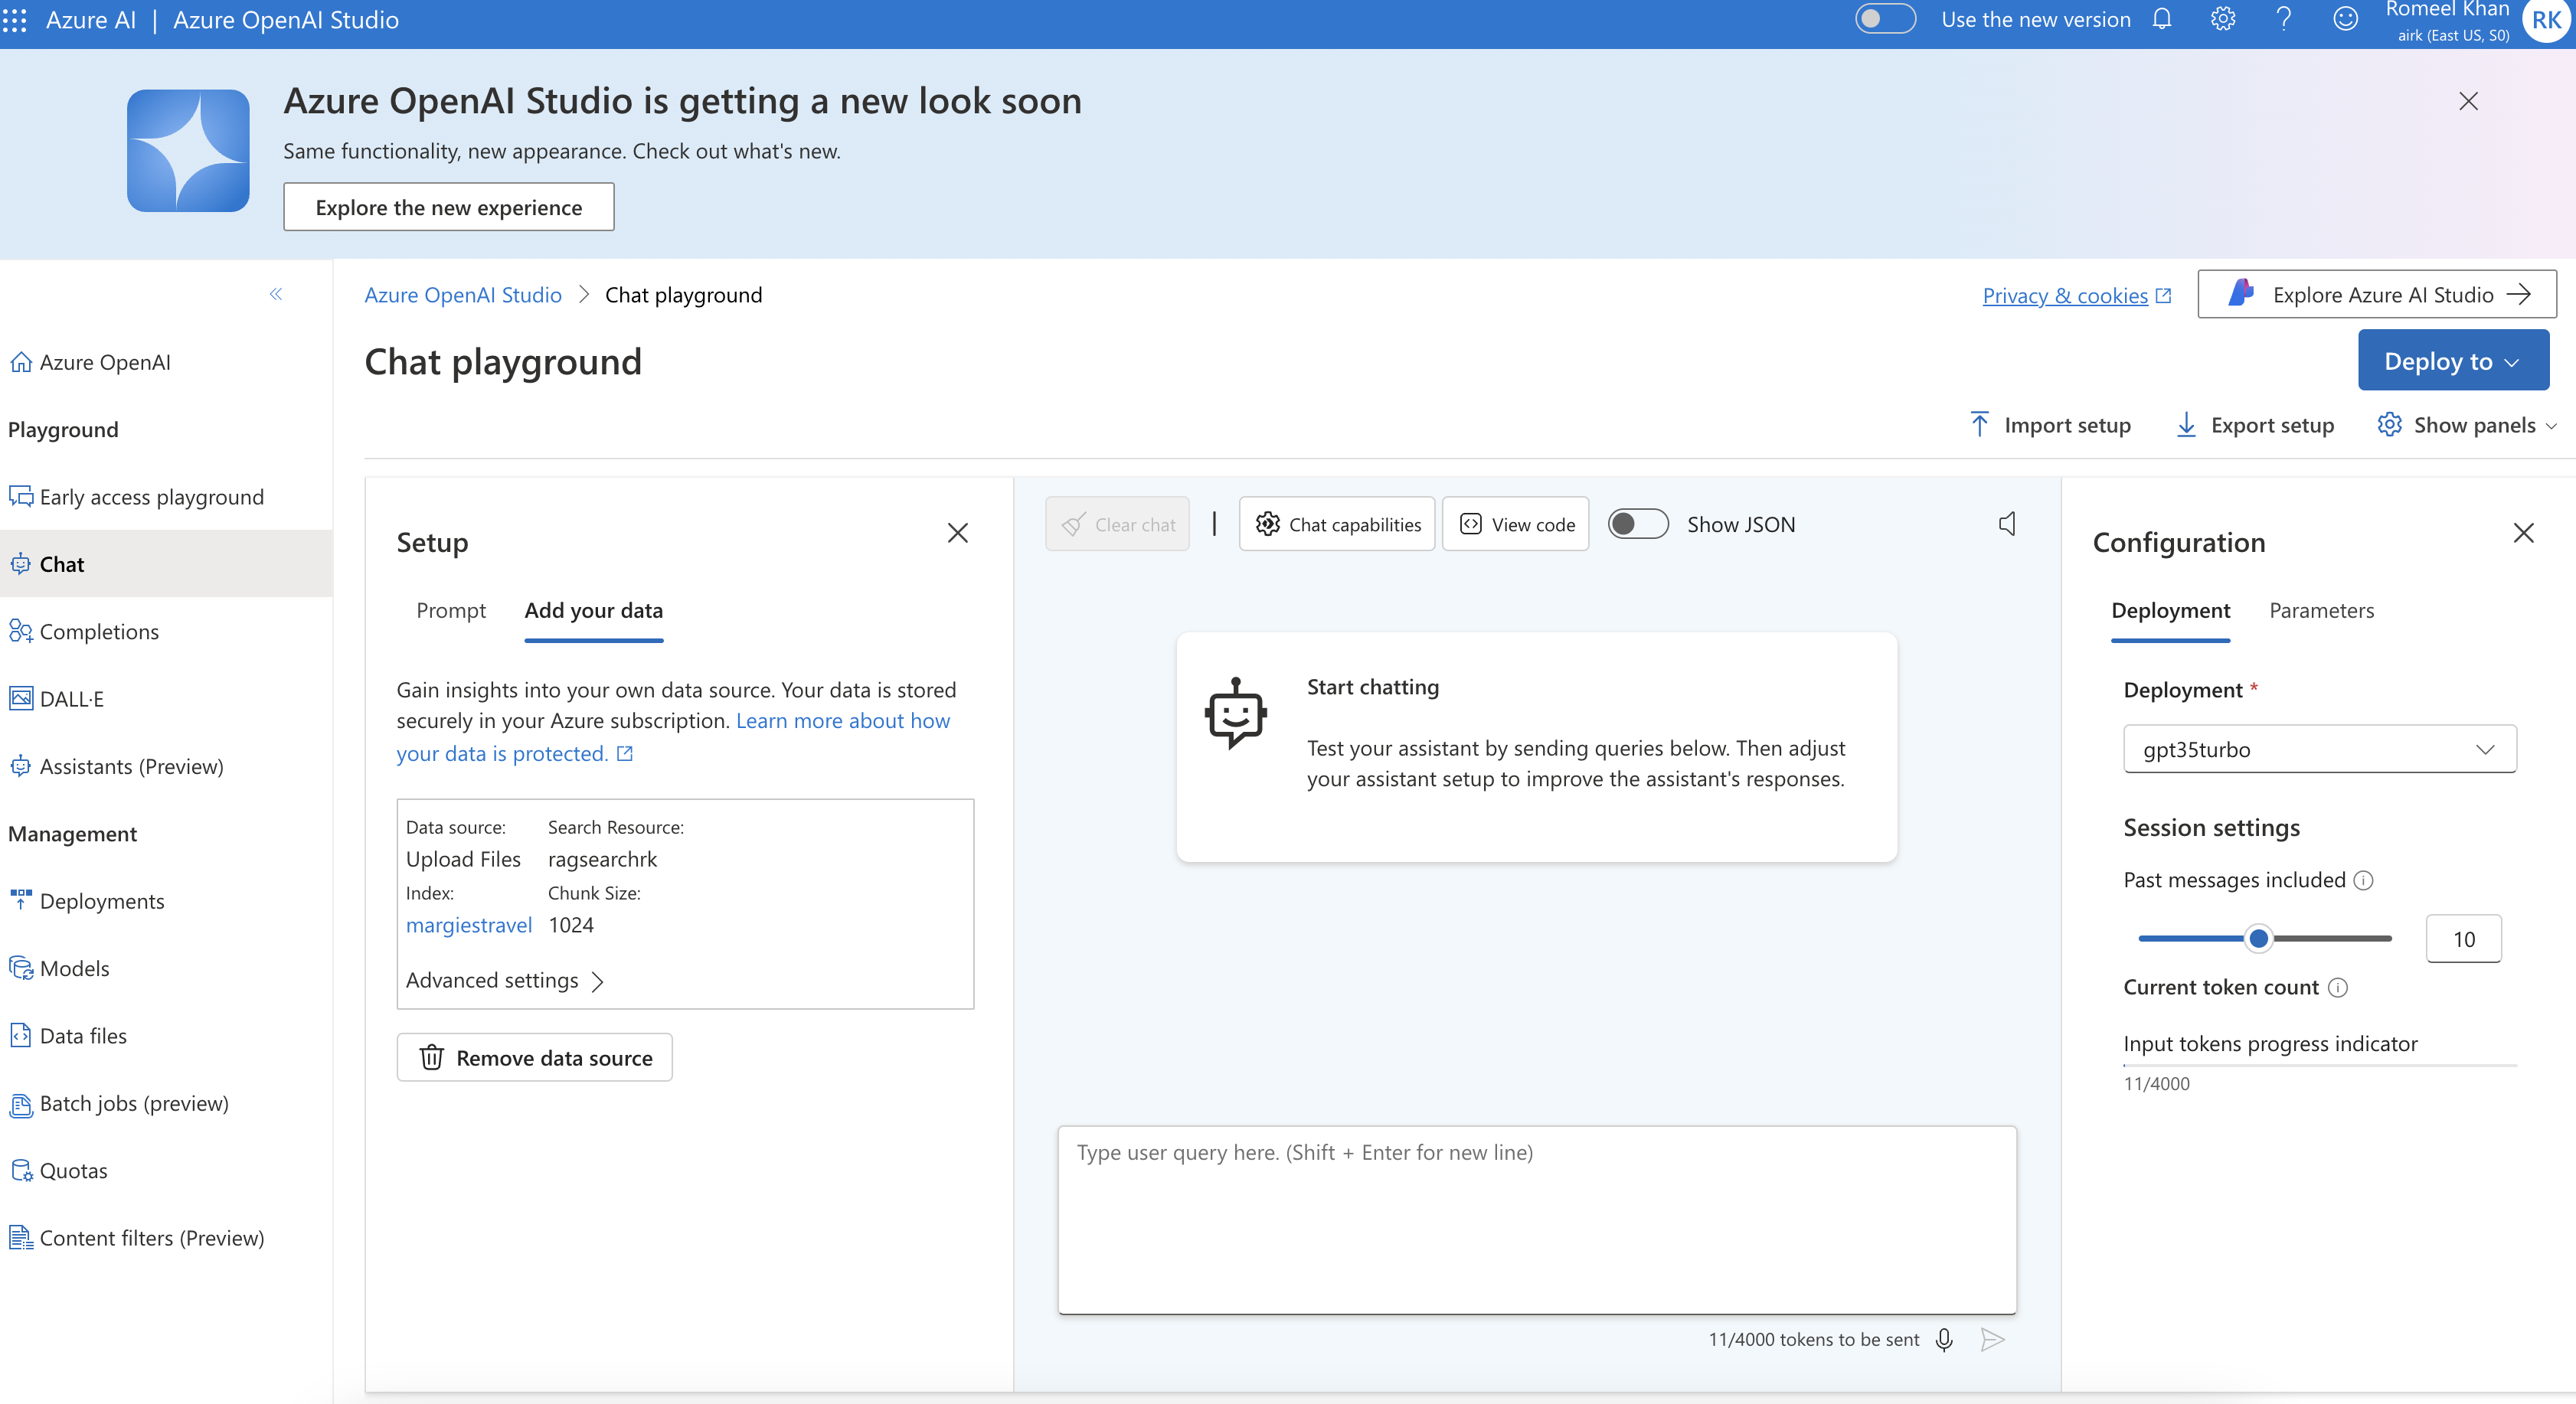 Azure AI | Azure OpenAI Studio
Use the new version
Romeel Khan
airk (East US, S0)
RK
Azure OpenAI Studio is getting a new look soon
Same functionality, new appearance. Check out what's new.
Explore the new experience
Azure OpenAI
Playground
Early access playground
Chat
Completions
DALL·E
Assistants (Preview)
Management
Deployments
Models
Data files
Batch jobs (preview)
Quotas
Content filters (Preview)
Azure OpenAI Studio > Chat playground
Privacy & cookies
Explore Azure AI Studio
Chat playground
Deploy to
Import setup
Export setup
Show panels
Setup
Prompt
Add your data
Gain insights into your own data source. Your data is stored
securely in your Azure subscription. Learn more about how
your data is protected.
Data source: Search Resource:
Upload Files ragsearchrk
Index: Chunk Size:
margiestravel 1024
Advanced settings
Remove data source
Clear chat
Chat capabilities
View code
Show JSON
Start chatting
Test your assistant by sending queries below. Then adjust
your assistant setup to improve the assistant's responses.
Type user query here. (Shift + Enter for new line)
11/4000 tokens to be sent
Configuration
Deployment
Parameters
Deployment *
gpt35turbo
Session settings
Past messages included
10
Current token count
Input tokens progress indicator
11/4000